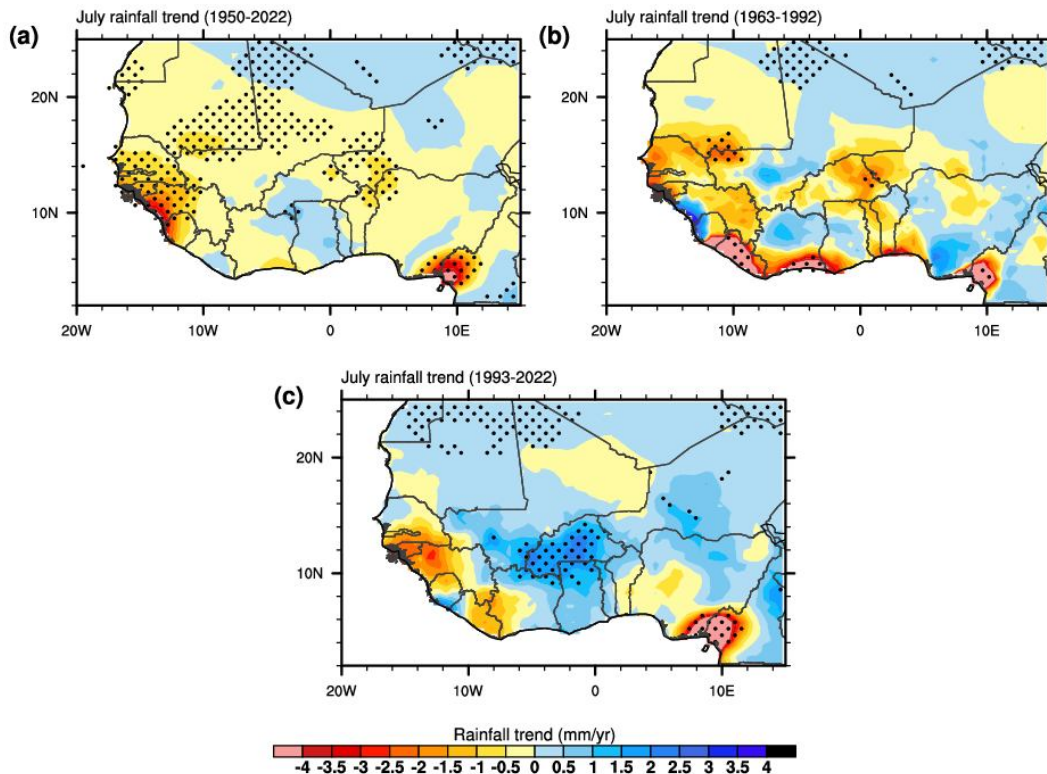 July rainfall trend (1950-2022)
(a)
20N
10N
20W 10W 0 10E
July rainfall trend (1963-1992)
(b)
20N
10N
20W 10W 0 10E
July rainfall trend (1993-2022)
(c)
20N
10N
20W 10W 0 10E
Rainfall trend (mm/yr)
-4 -3.5 -3 -2.5 -2 -1.5 -1 -0.5 0 0.5 1 1.5 2 2.5 3 3.5 4